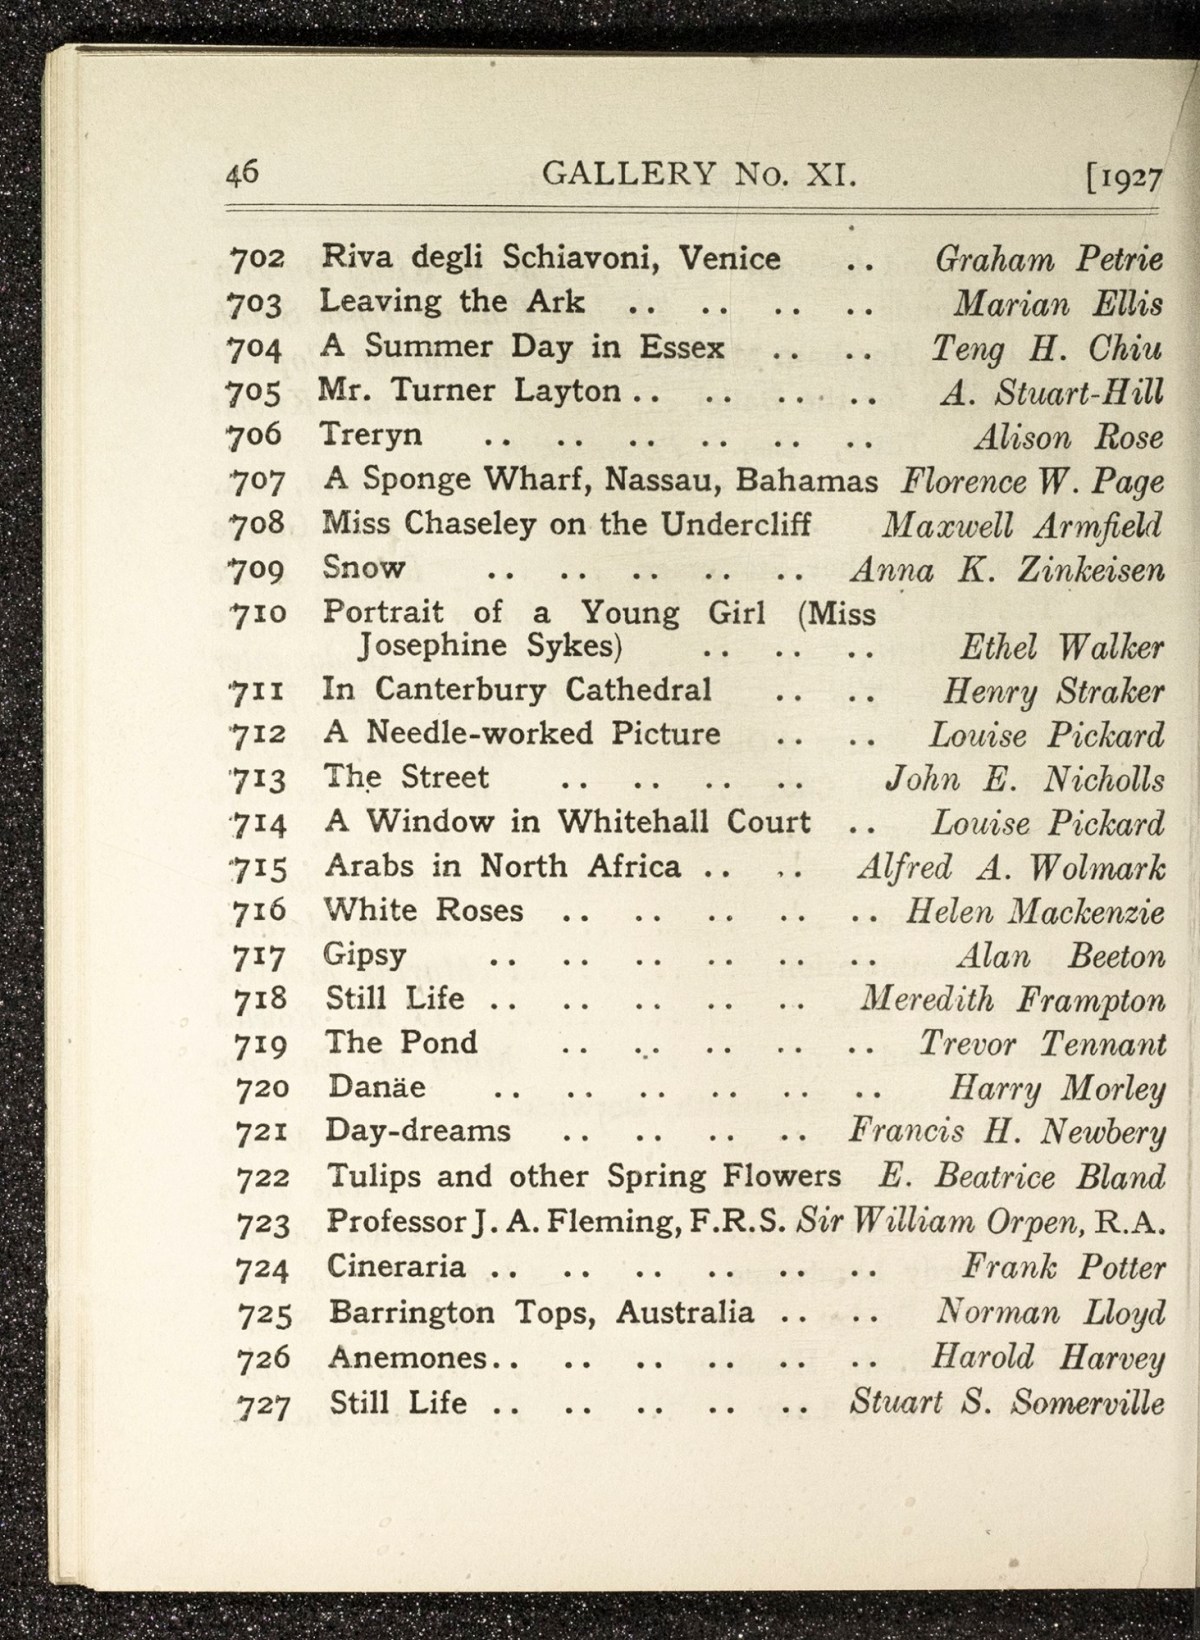 46 GALLERY No. XI. [1927
702 Riva degli Schiavoni, Venice .. Graham Petrie
703 Leaving the Ark .. .. .. .. Marian Ellis
704 A Summer Day in Essex .. .. Teng H. Chiu
705 Mr. Turner Layton .. .. .. .. A. Stuart-Hill
706 Treryn .. .. .. .. .. .. Alison Rose
707 A Sponge Wharf, Nassau, Bahamas Florence W. Page
708 Miss Chaseley on the Undercliff Maxwell Armfield
709 Snow .. .. .. .. .. Anna K. Zinkeisen
710 Portrait of a Young Girl (Miss
Josephine Sykes) .. .. .. Ethel Walker
711 In Canterbury Cathedral .. .. Henry Straker
712 A Needle-worked Picture .. .. Louise Pickard
713 The Street .. .. .. .. John E. Nicholls
714 A Window in Whitehall Court .. Louise Pickard
715 Arabs in North Africa .. .. Alfred A. Wolmark
716 White Roses .. .. .. .. .. Helen Mackenzie
717 Gipsy .. .. .. .. .. .. Alan Beeton
718 Still Life .. .. .. .. .. Meredith Frampton
719 The Pond .. .. .. .. .. Trevor Tennant
720 Danäe .. .. .. .. .. .. Harry Morley
721 Day-dreams .. .. .. .. Francis H. Newbery
722 Tulips and other Spring Flowers E. Beatrice Bland
723 Professor J. A. Fleming, F.R.S. Sir William Orpen, R.A.
724 Cineraria .. .. .. .. .. .. Frank Potter
725 Barrington Tops, Australia .. .. Norman Lloyd
726 Anemones .. .. .. .. .. .. Harold Harvey
727 Still Life .. .. .. .. .. Stuart S. Somerville